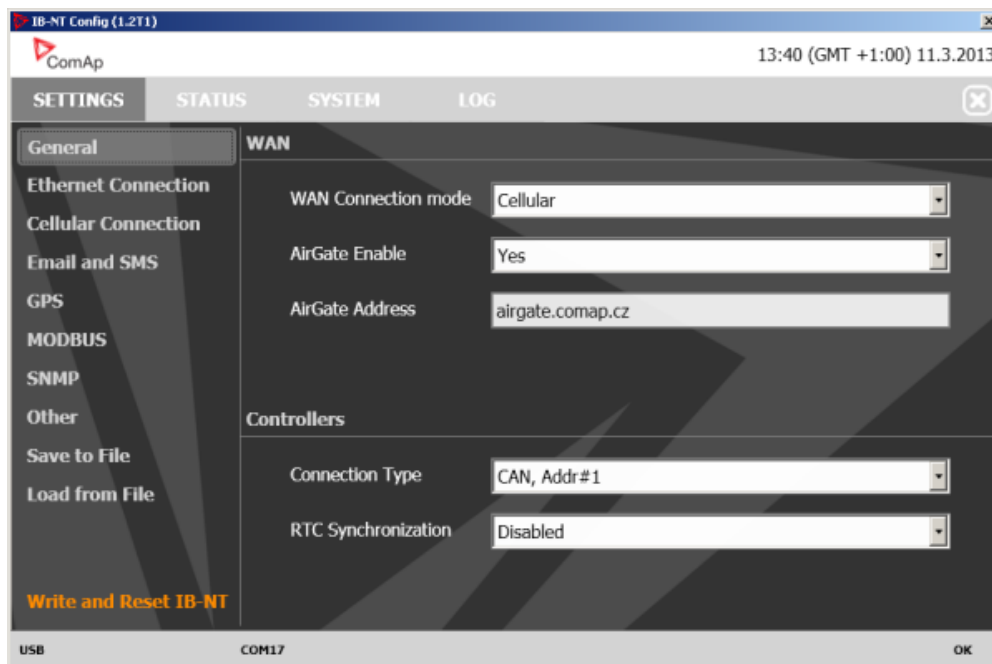 IB-NT Config (1.2T1)
ComAp
13:40 (GMT +1:00) 11.3.2013
SETTINGS STATUS SYSTEM LOG
General
Ethernet Connection
Cellular Connection
Email and SMS
GPS
MODBUS
SNMP
Other
Save to File
Load from File
Write and Reset IB-NT
WAN
WAN Connection mode Cellular
AirGate Enable Yes
AirGate Address airgate.comap.cz
Controllers
Connection Type CAN, Addr#1
RTC Synchronization Disabled
USB COM17 OK